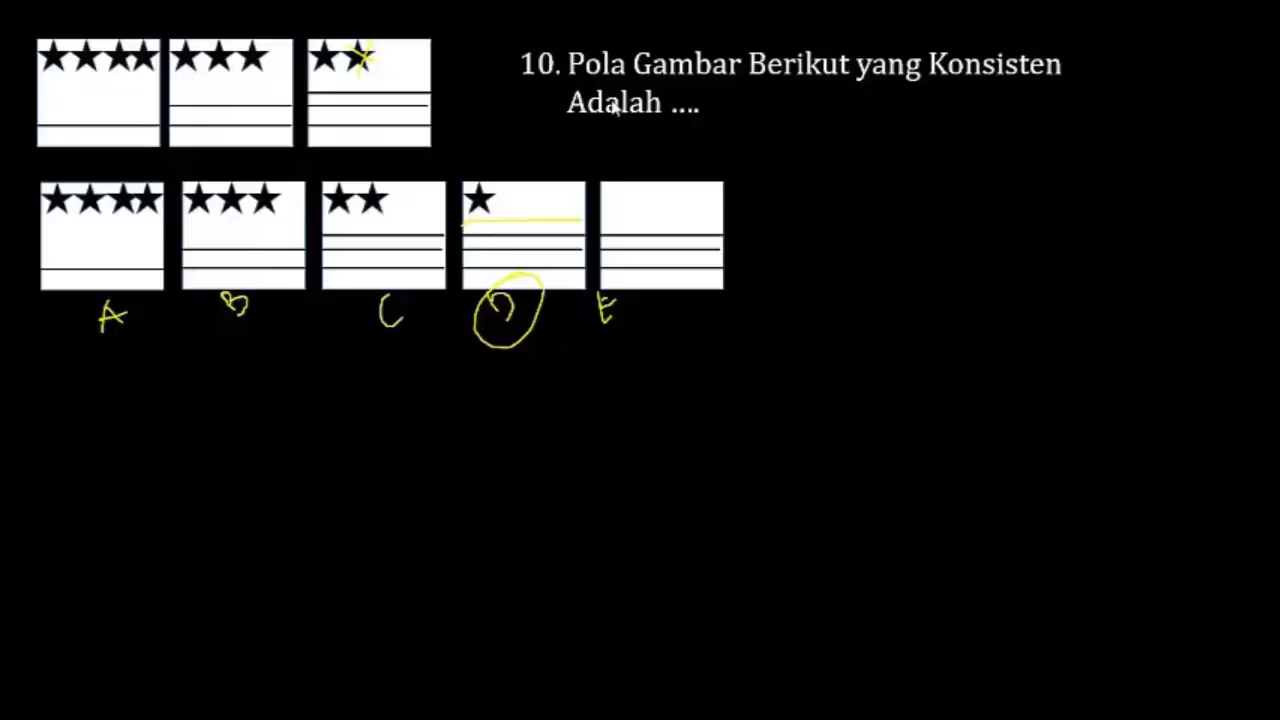 10. Pola Gambar Berikut yang Konsisten
Adalah ....
A B C D E